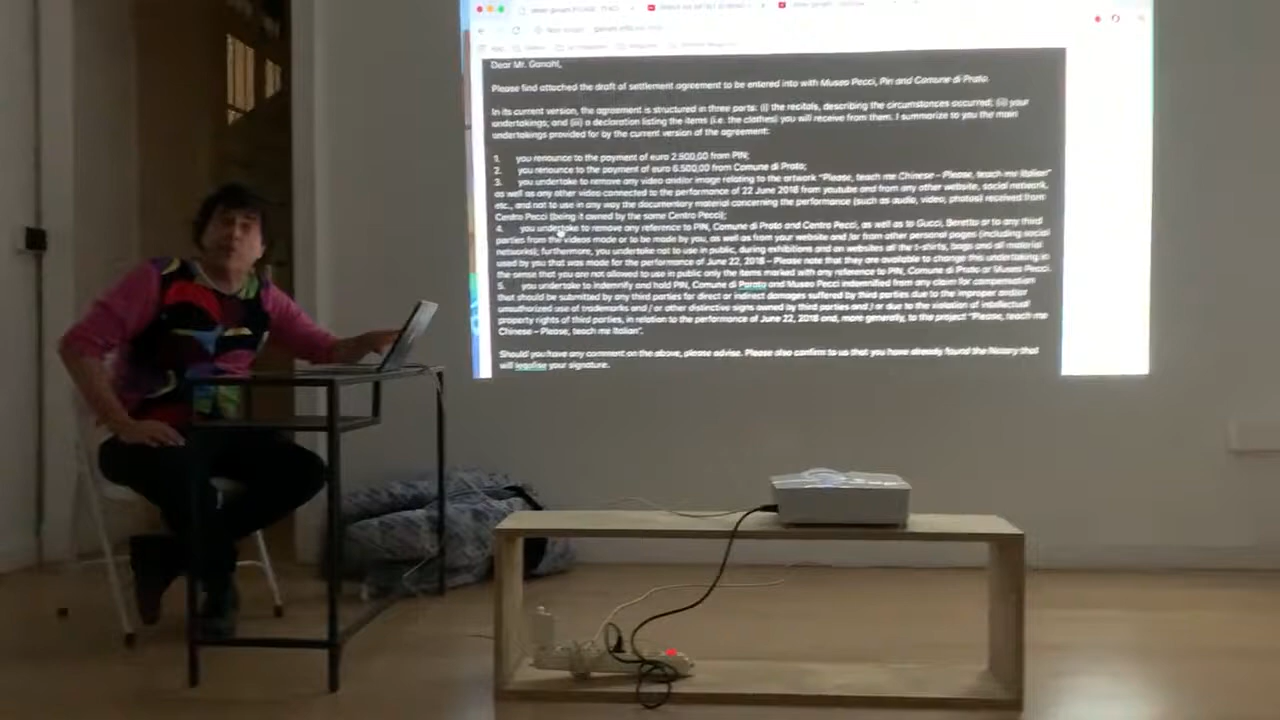 Dear Mr. Ganahl,
Please find attached the draft of settlement agreement to be entered into with Museo Pecci, Pin and Comune di Prato.
In its current version, the agreement is structured in three parts: (i) the recitals, describing the circumstances occurred; (ii) your
undertakings; and (iii) a declaration listing the items (i.e. the clothes) you will receive from them. I summarize to you the main
undertakings provided for by the current version of the agreement:
1. you renounce to the payment of euro 2.500,00 from PIN;
2. you renounce to the payment of euro 6.500,00 from Comune di Prato;
3. you undertake to remove any video and/or image relating to the artwork "Please, teach me Chinese – Please, teach me Italian"
as well as any other video connected to the performance of 22 June 2018 from youtube and from any other website, social network,
etc., and not to use in any way the documentary material concerning the performance (such as audio, video, photos) received from
Centro Pecci (being it owned by the same Centro Pecci);
4. you undertake to remove any reference to PIN, Comune di Prato and Centro Pecci, as well as to Gucci, Beretta or to any third
parties from the videos made or to be made by you, as well as from your website and /or from other personal pages (including social
networks); furthermore, you undertake not to use in public, during exhibitions and on websites all the t-shirts, bags and all material
used by you that was made for the performance of June 22, 2018 – Please note that they are available to change this undertaking in
the sense that you are not allowed to use in public only the items marked with any reference to PIN, Comune di Prato or Museo Pecci.
5. you undertake to indemnify and hold PIN, Comune di Porato and Museo Pecci indemnified from any claim for compensation
that should be submitted by any third parties for direct or indirect damages suffered by third parties due to the improper and/or
unauthorized use of trademarks and / or other distinctive signs owned by third parties and / or due to the violation of intellectual
property rights of third parties, in relation to the performance of June 22, 2018 and, more generally, to the project "Please, teach me
Chinese – Please, teach me Italian".
Should you have any comment on the above, please advise. Please also confirm to us that you have already found the Notary that
will legalise your signature.